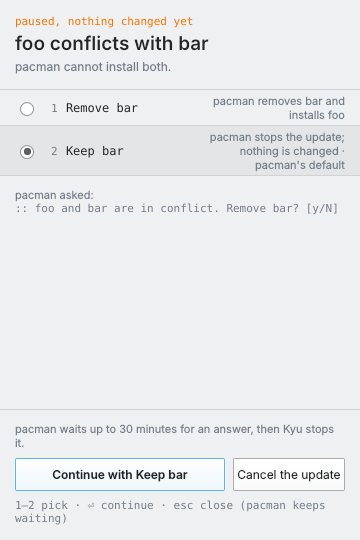 paused, nothing changed yet
foo conflicts with bar
pacman cannot install both.
1 Remove bar
pacman removes bar and
installs foo
2 Keep bar
pacman stops the update;
nothing is changed ·
pacman's default
pacman asked:
:: foo and bar are in conflict. Remove bar? [y/N]
pacman waits up to 30 minutes for an answer, then Kyu stops
it.
Continue with Keep bar
Cancel the update
1–2 pick · ⏎ continue · esc close (pacman keeps
waiting)